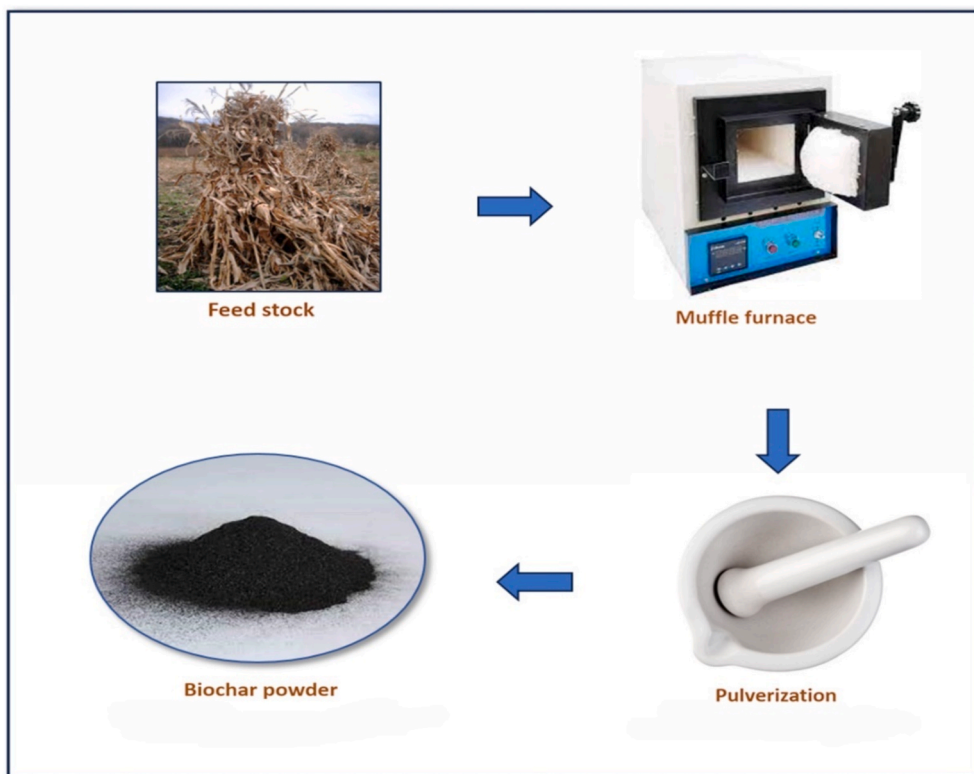 Feed stock
Muffle furnace
Pulverization
Biochar powder